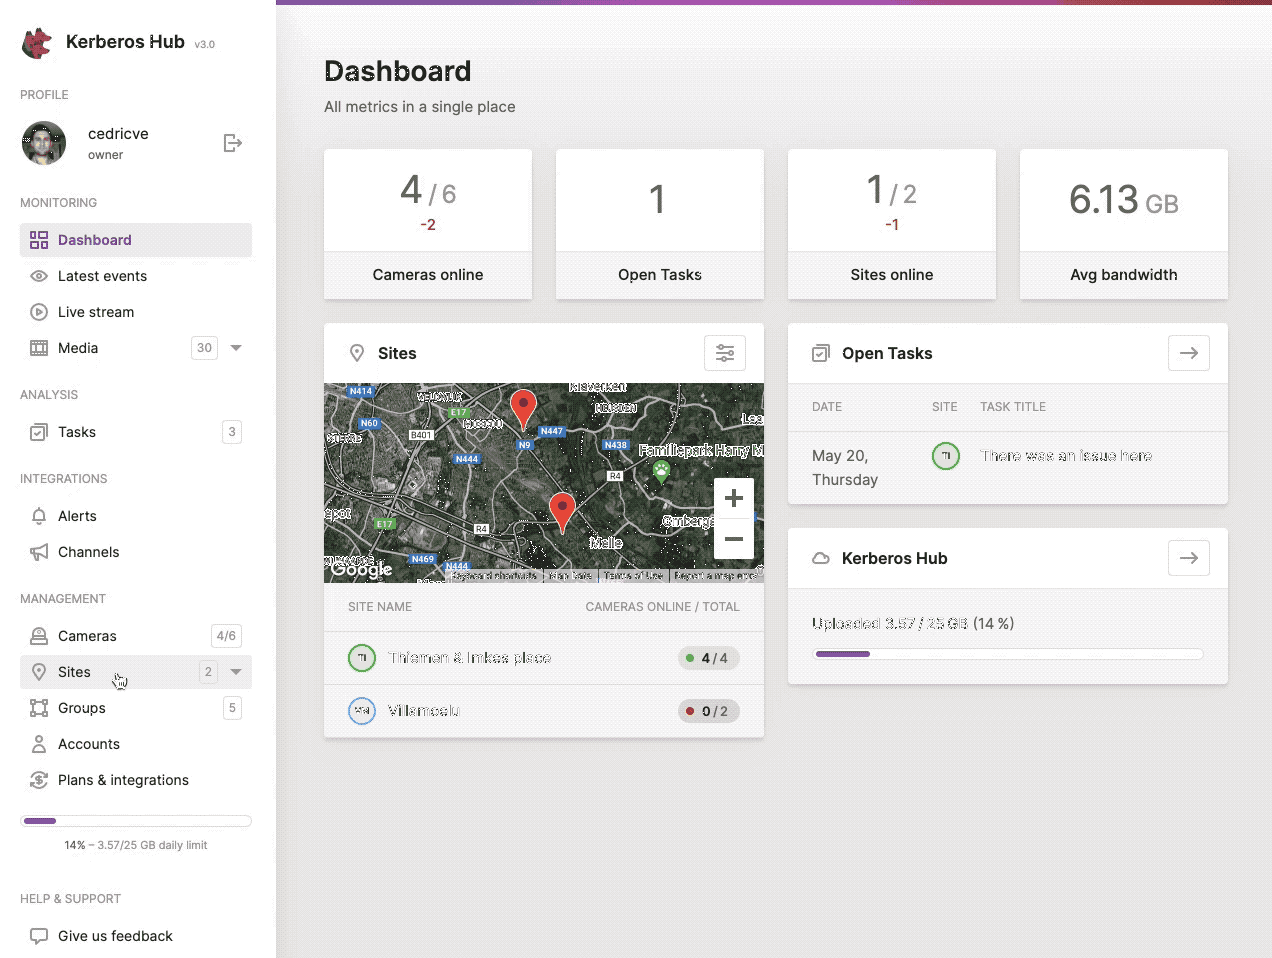 Kerberos Hub v3.0
PROFILE
cedricve
owner
MONITORING
Dashboard
Latest events
Live stream
Media 30
ANALYSIS
Tasks 3
INTEGRATIONS
Alerts
Channels
MANAGEMENT
Cameras 4/6
Sites 2
Groups 5
Accounts
Plans & integrations
14% – 3.57/25 GB daily limit
HELP & SUPPORT
Give us feedback
Dashboard
All metrics in a single place
4 / 6
-2
Cameras online
1
Open Tasks
1 / 2
-1
Sites online
6.13 GB
Avg bandwidth
Sites
N414
E17
N60
B401
N9
N447
N444
N438
Familiepark Harry M
R4
E17
R4
Melle
N469
N444
Google
Keyboard shortcuts
Map Data
Terms of Use
Report a map error
SITE NAME CAMERAS ONLINE / TOTAL
TI Thiemen & Imkes place 4 / 4
Villamoelu 0 / 2
Open Tasks
DATE SITE TASK TITLE
May 20, Thursday
TI
There was an issue here
Kerberos Hub
Uploaded 3.57 / 25 GB (14 %)